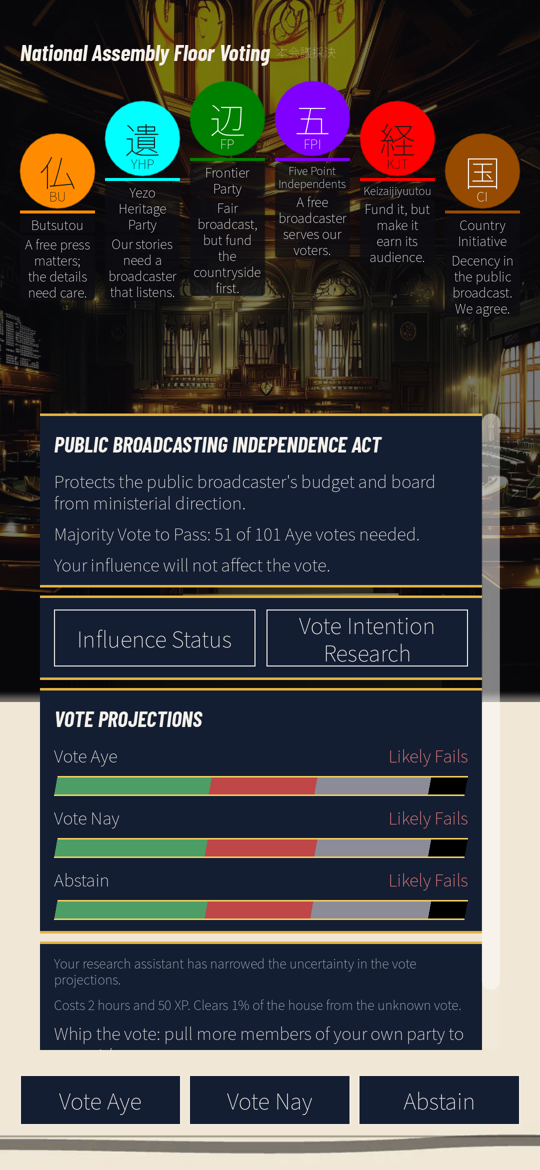 National Assembly Floor Voting 本会議採決
仏
BU
Butsutou
A free press
matters;
the details
need care.
遺
YHP
Yezo
Heritage
Party
Our stories
need a
broadcaster
that listens.
辺
FP
Frontier
Party
Fair
broadcast,
but fund
the
countryside
first.
五
FPI
Five Point
Independents
A free
broadcaster
serves our
voters.
経
KJT
Keizaijiyuutou
Fund it, but
make it
earn its
audience.
国
CI
Country
Initiative
Decency in
the public
broadcast.
We agree.
PUBLIC BROADCASTING INDEPENDENCE ACT
Protects the public broadcaster's budget and board
from ministerial direction.
Majority Vote to Pass: 51 of 101 Aye votes needed.
Your influence will not affect the vote.
Influence Status
Vote Intention
Research
VOTE PROJECTIONS
Vote Aye Likely Fails
Vote Nay Likely Fails
Abstain Likely Fails
Your research assistant has narrowed the uncertainty in the vote
projections.
Costs 2 hours and 50 XP. Clears 1% of the house from the unknown vote.
Whip the vote: pull more members of your own party to
Vote Aye Vote Nay Abstain